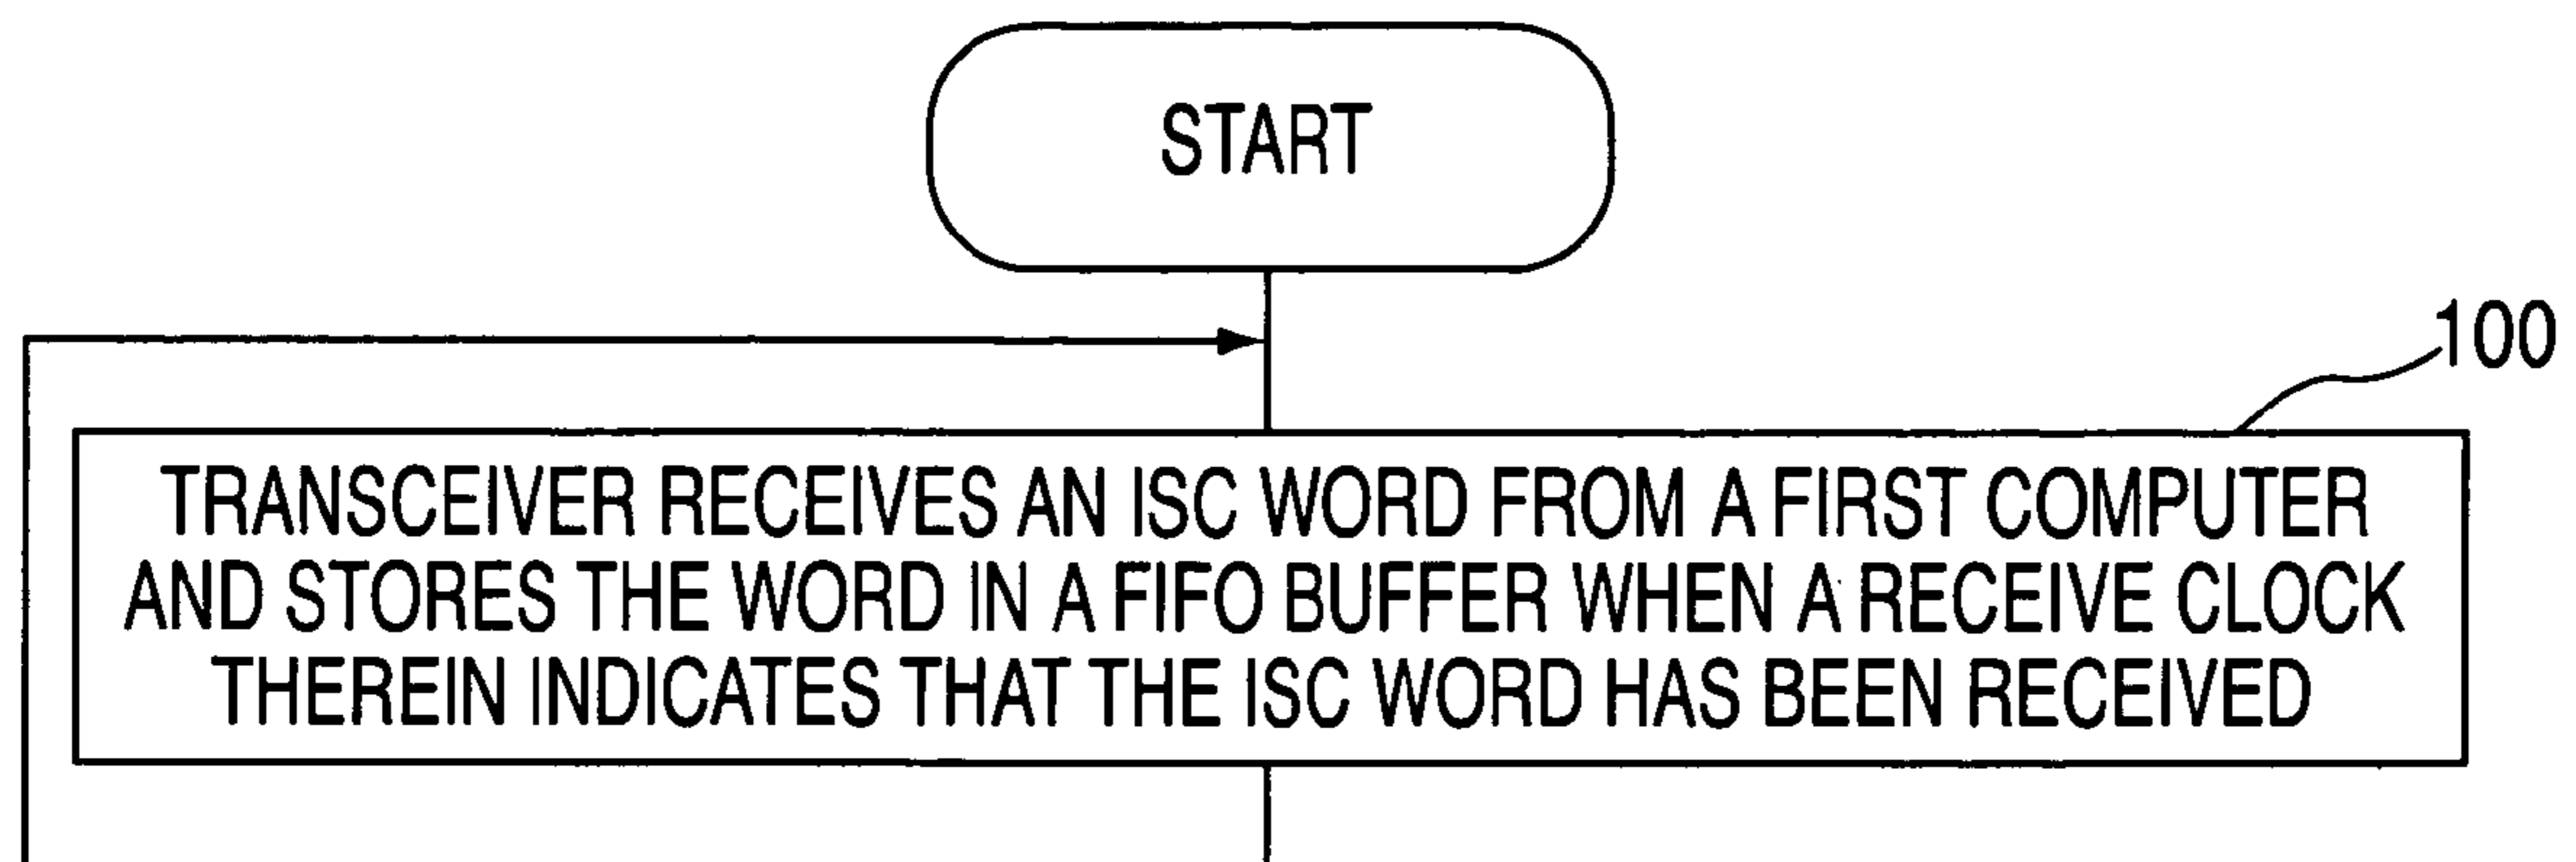 START
100
TRANSCEIVER RECEIVES AN ISC WORD FROM A FIRST COMPUTER
AND STORES THE WORD IN A FIFO BUFFER WHEN A RECEIVE CLOCK
THEREIN INDICATES THAT THE ISC WORD HAS BEEN RECEIVED